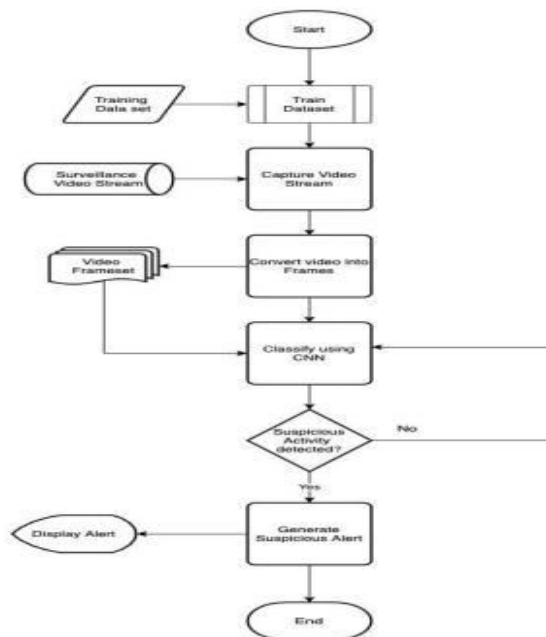 Start
Training
Data set
Train
Dataset
Surveillance
Video Stream
Capture Video
Stream
Video
Frameset
Convert video into
Frames
Classify using
CNN
Suspicious
Activity
detected?
No
Yes
Display Alert
Generate
Suspicious Alert
End